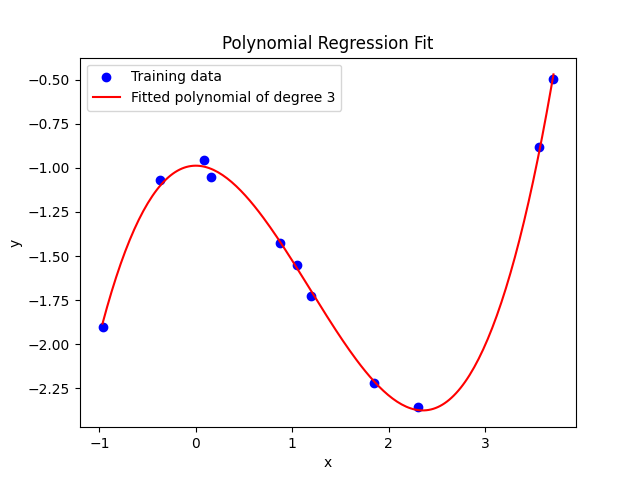 Polynomial Regression Fit
Training data
Fitted polynomial of degree 3
−0.50
−0.75
−1.00
−1.25
−1.50
−1.75
−2.00
−2.25
y
−1 0 1 2 3
x